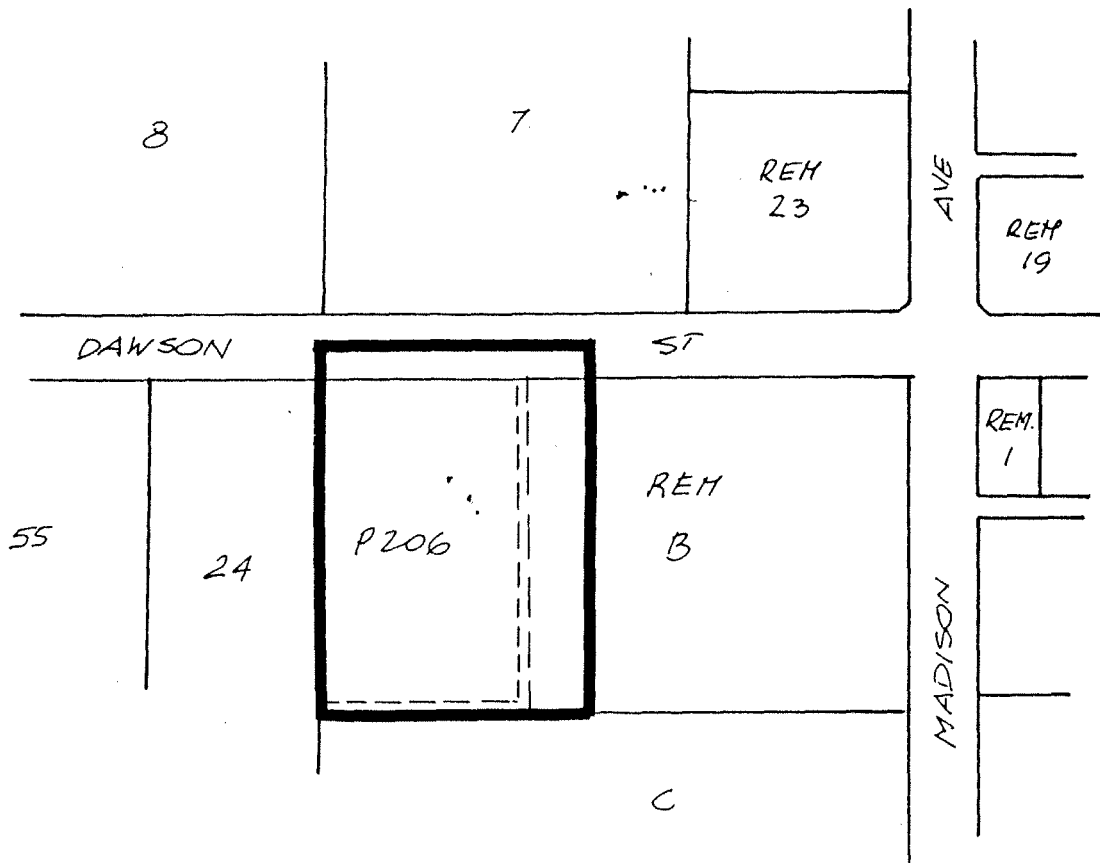 8
7
REM
23
AVE
REM
19
DAWSON
ST
REM.
1
REM
B
P206
55
24
MADISON
C